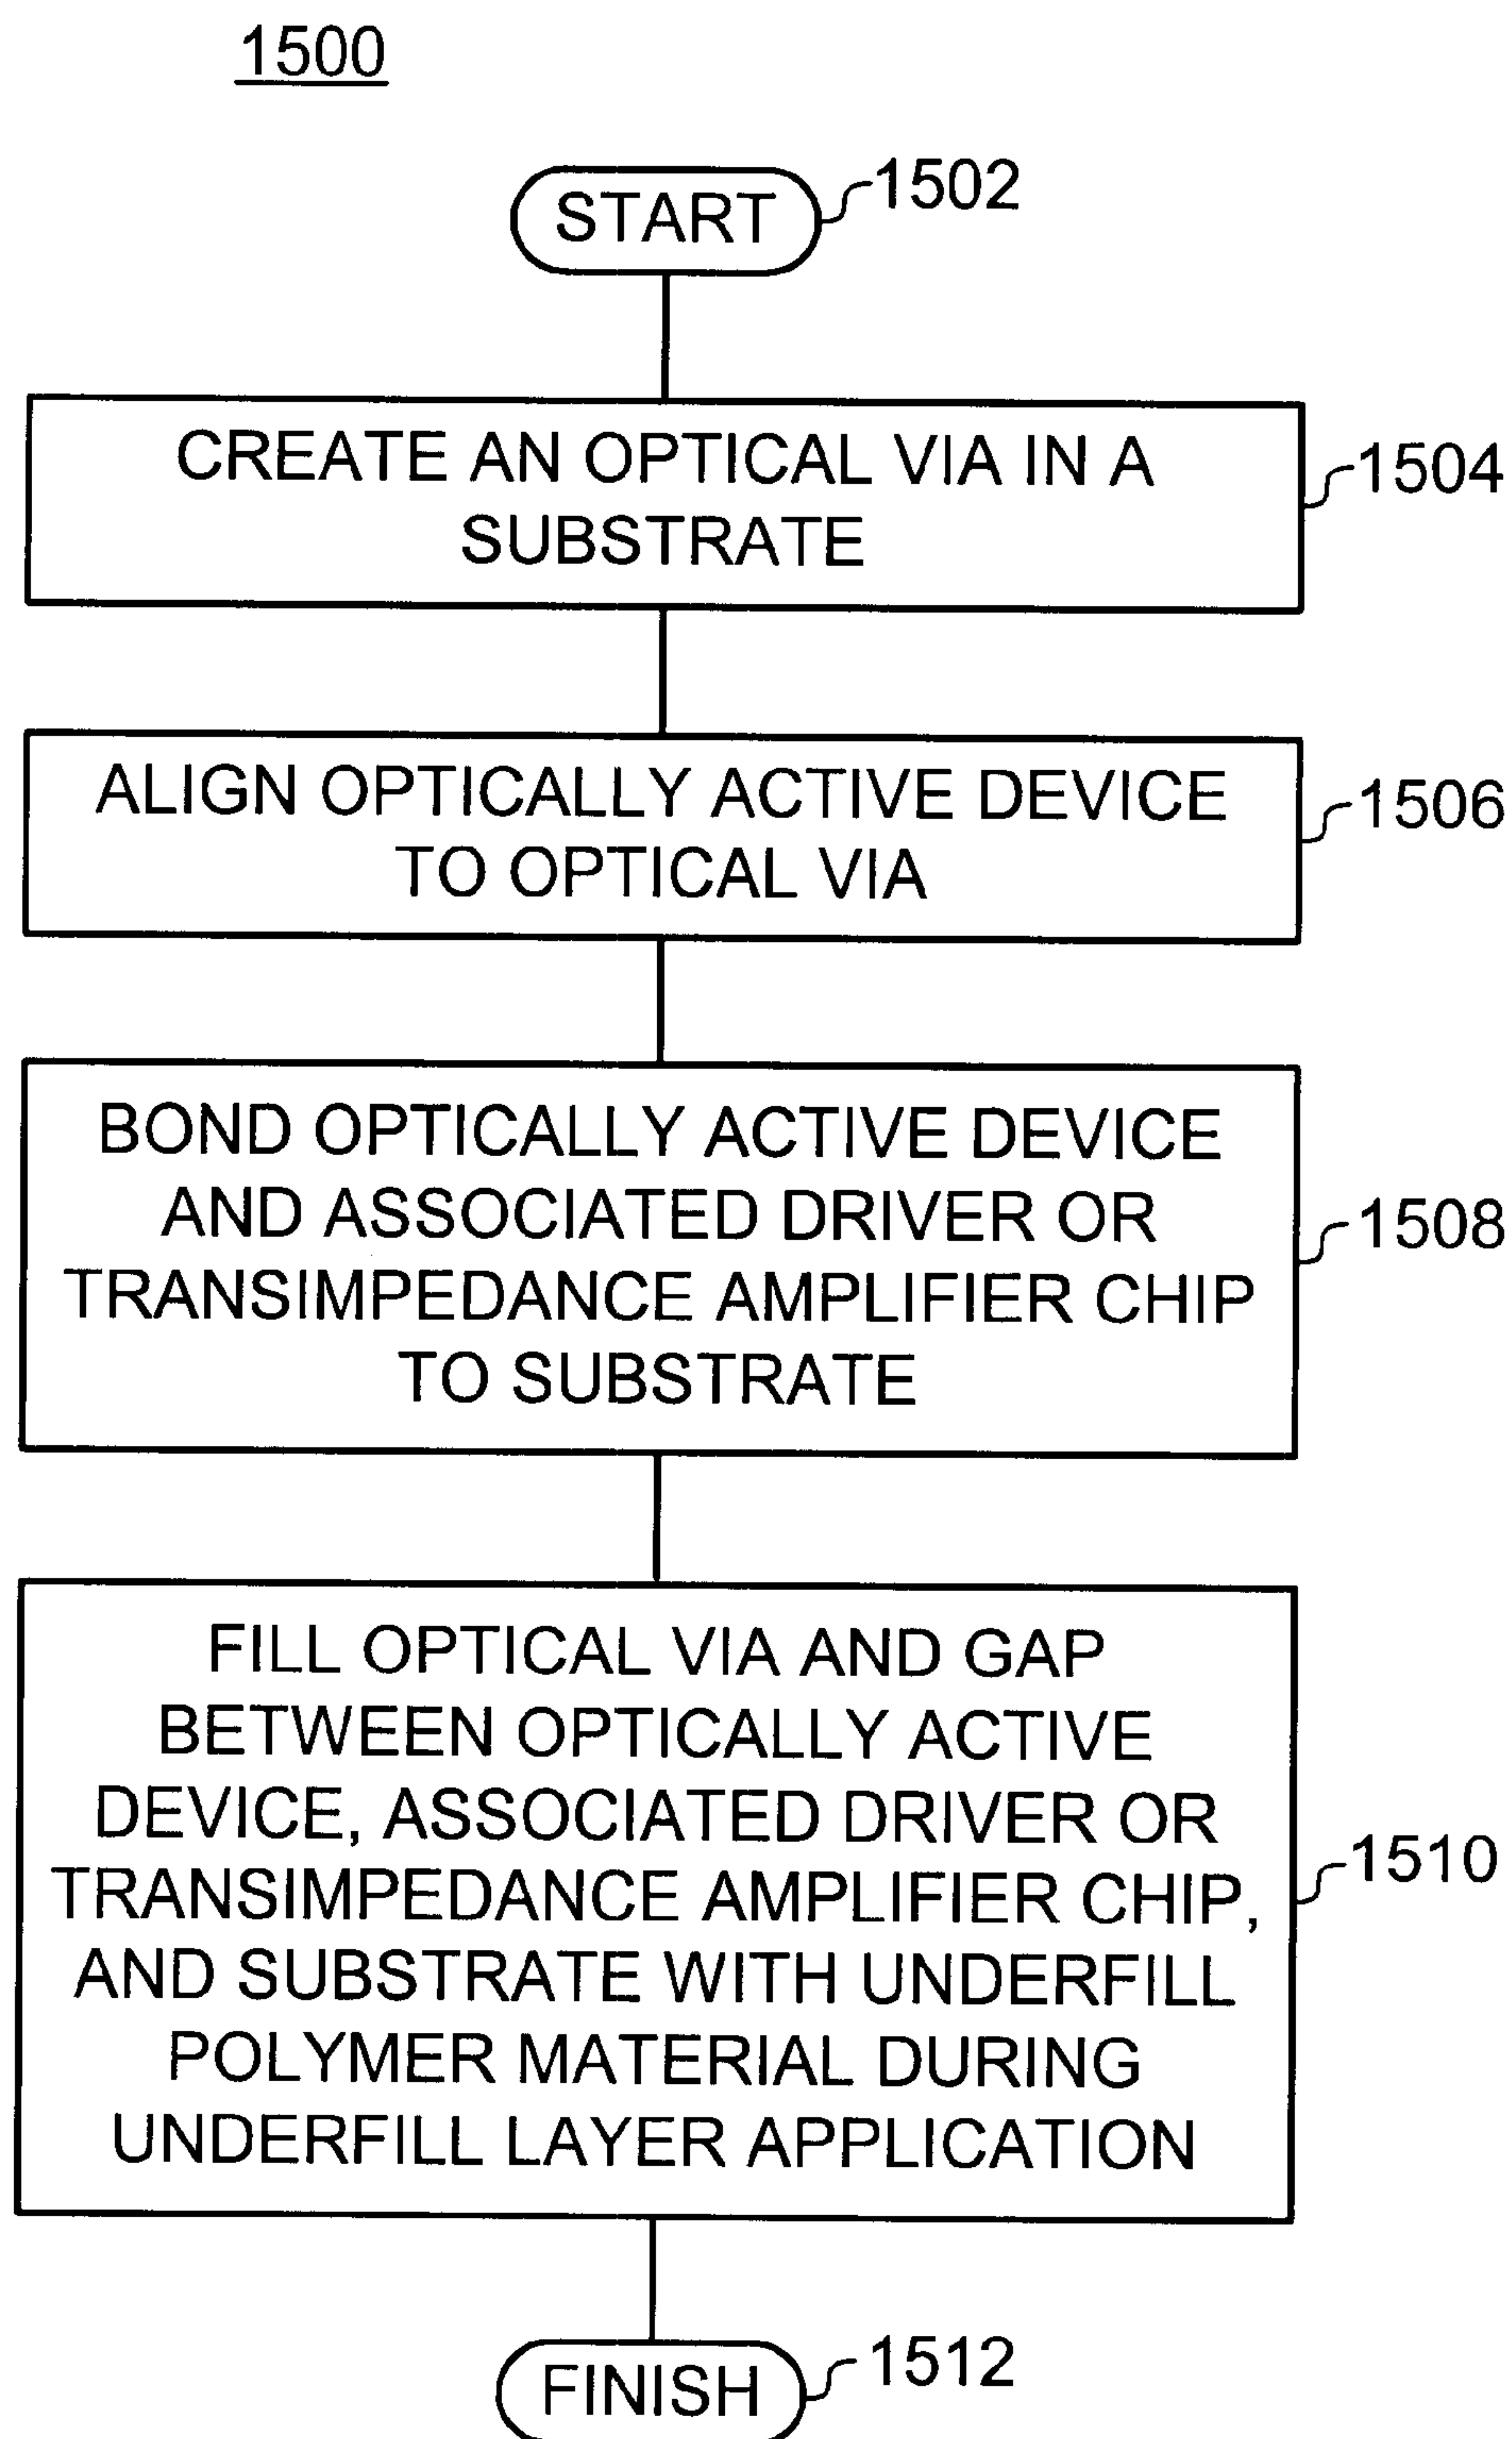 1500
START
1502
CREATE AN OPTICAL VIA IN A
SUBSTRATE
1504
ALIGN OPTICALLY ACTIVE DEVICE
TO OPTICAL VIA
1506
BOND OPTICALLY ACTIVE DEVICE
AND ASSOCIATED DRIVER OR
TRANSIMPEDANCE AMPLIFIER CHIP
TO SUBSTRATE
1508
FILL OPTICAL VIA AND GAP
BETWEEN OPTICALLY ACTIVE
DEVICE, ASSOCIATED DRIVER OR
TRANSIMPEDANCE AMPLIFIER CHIP,
AND SUBSTRATE WITH UNDERFILL
POLYMER MATERIAL DURING
UNDERFILL LAYER APPLICATION
1510
FINISH
1512